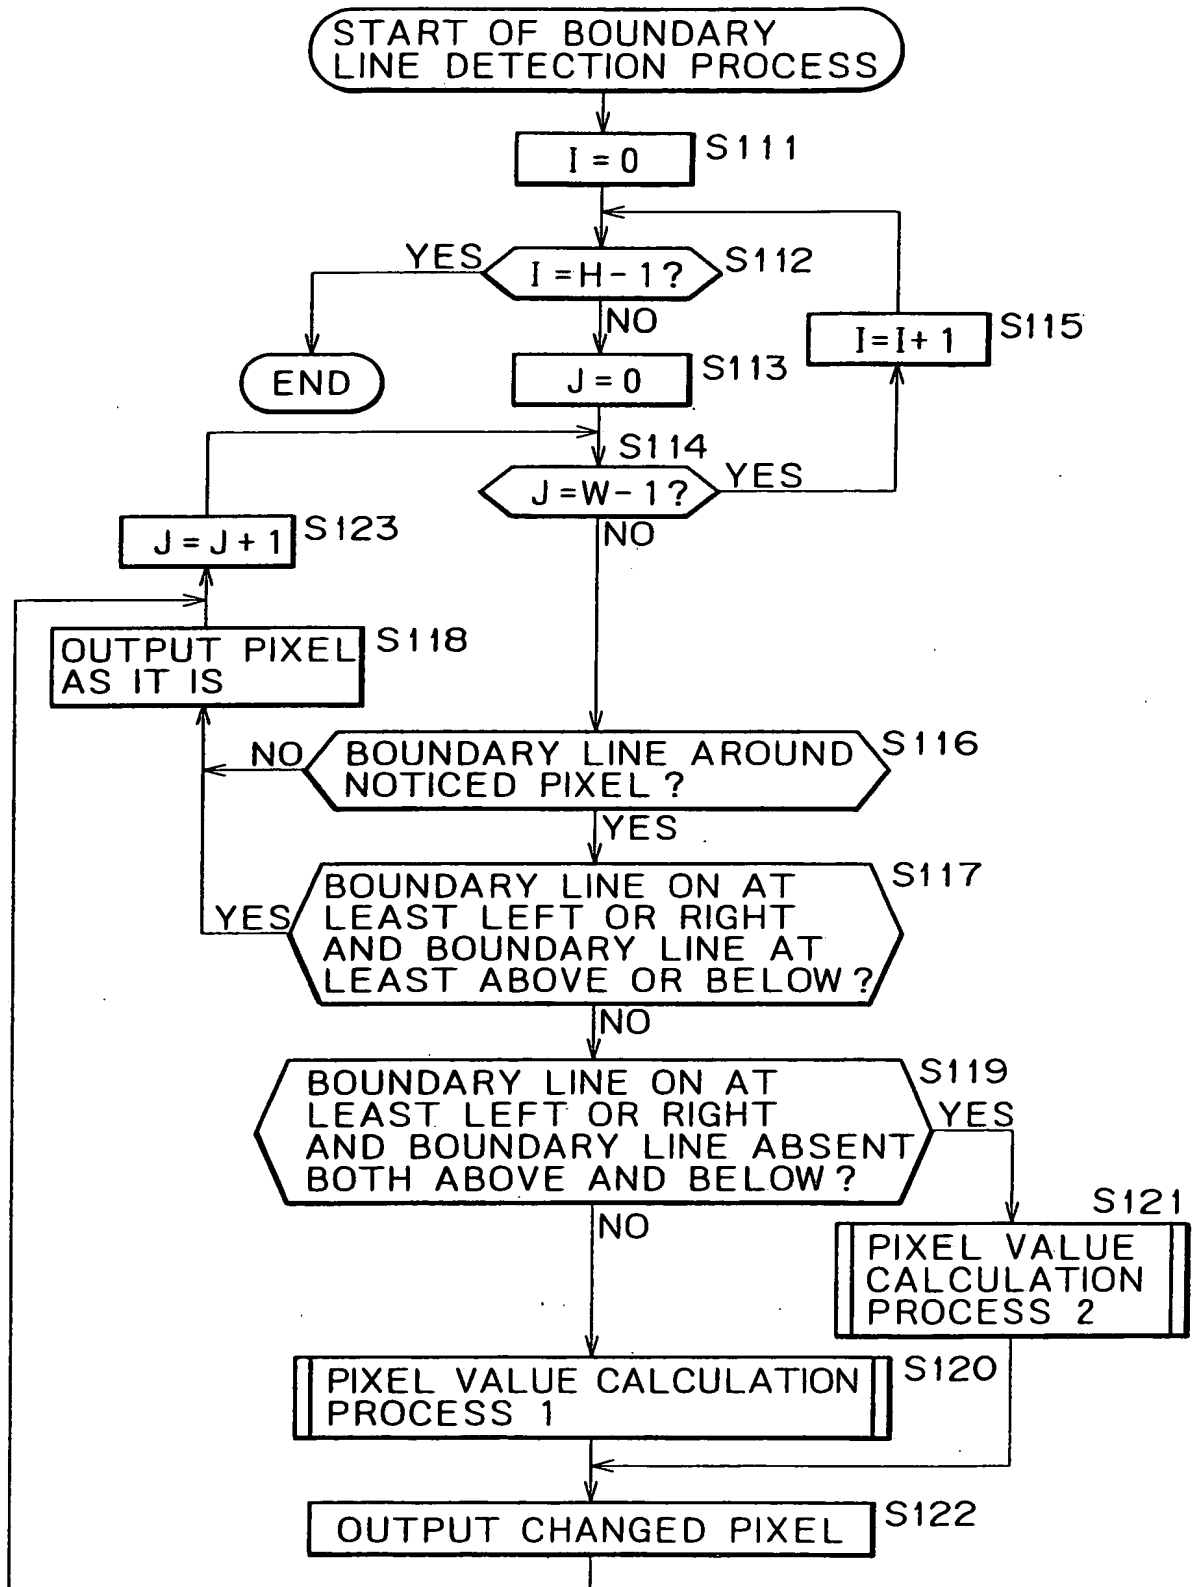 START OF BOUNDARY
LINE DETECTION PROCESS
I = 0
S111
YES
I = H - 1 ?
S112
NO
I = I + 1
S115
END
J = 0
S113
S114
J = W - 1 ?
YES
NO
J = J + 1
S123
OUTPUT PIXEL
AS IT IS
S118
NO
BOUNDARY LINE AROUND
NOTICED PIXEL ?
S116
YES
YES
BOUNDARY LINE ON AT
LEAST LEFT OR RIGHT
AND BOUNDARY LINE AT
LEAST ABOVE OR BELOW ?
S117
NO
BOUNDARY LINE ON AT
LEAST LEFT OR RIGHT
AND BOUNDARY LINE ABSENT
BOTH ABOVE AND BELOW ?
S119
YES
NO
S121
PIXEL VALUE
CALCULATION
PROCESS 2
PIXEL VALUE CALCULATION
PROCESS 1
S120
OUTPUT CHANGED PIXEL
S122